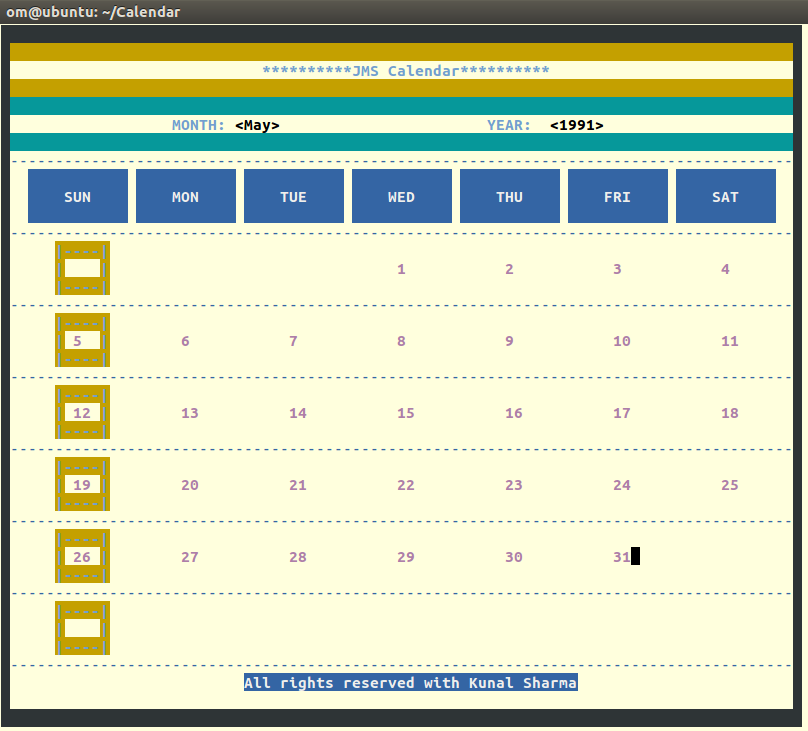 om@ubuntu: ~/Calendar
**********JMS Calendar**********
MONTH: <May> YEAR: <1991>
SUN MON TUE WED THU FRI SAT
1 2 3 4
5 6 7 8 9 10 11
12 13 14 15 16 17 18
19 20 21 22 23 24 25
26 27 28 29 30 31
All rights reserved with Kunal Sharma